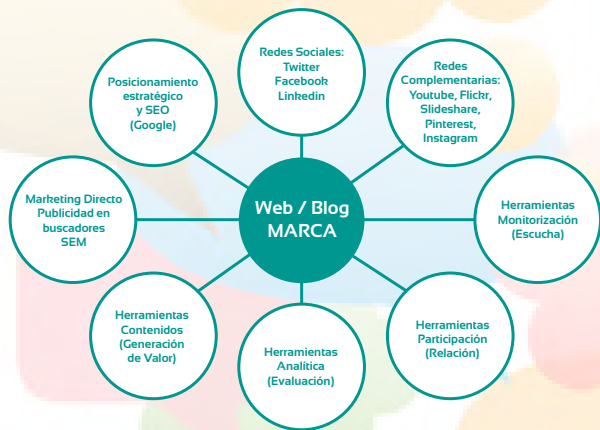 Redes Sociales:
Twitter
Facebook
Linkedin
Redes
Complementarias:
Youtube, Flickr,
Slideshare,
Pinterest,
Instagram
Herramientas
Monitorización
(Escucha)
Herramientas
Participación
(Relación)
Herramientas
Analítica
(Evaluación)
Herramientas
Contenidos
(Generación
de Valor)
Marketing Directo
Publicidad en
buscadores
SEM
Posicionamiento
estratégico
y SEO
(Google)
Web / Blog
MARCA